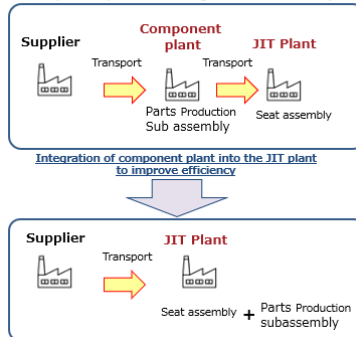 Supplier
Component
plant
JIT Plant
Transport
Transport
Parts Production
Sub assembly
Seat assembly
Integration of component plant into the JIT plant
to improve efficiency
Supplier
JIT Plant
Transport
Seat assembly + Parts Production
subassembly